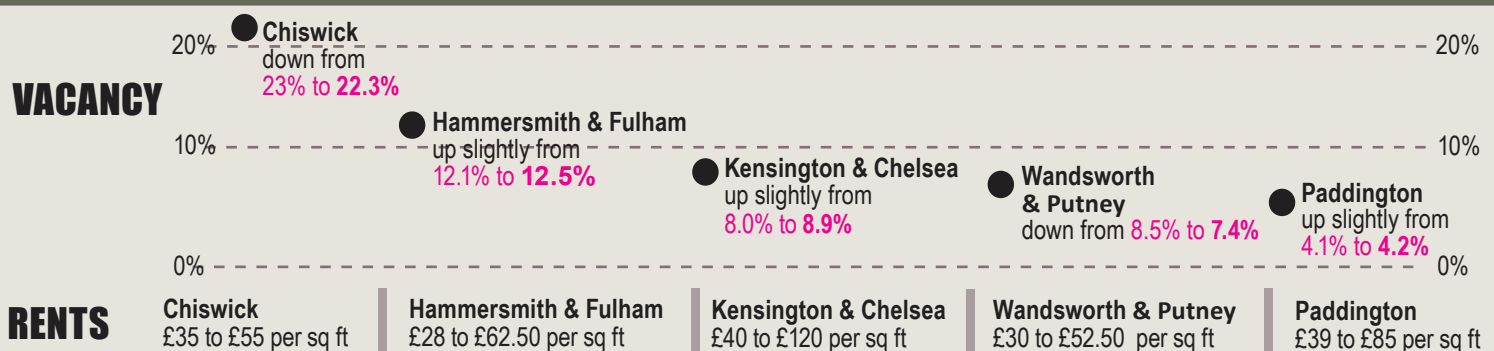 VACANCY
20%
20%
Chiswick
down from
23% to 22.3%
10%
10%
Hammersmith & Fulham
up slightly from
12.1% to 12.5%
Kensington & Chelsea
up slightly from
8.0% to 8.9%
Wandsworth
& Putney
down from 8.5% to 7.4%
Paddington
up slightly from
4.1% to 4.2%
0%
0%
RENTS
Chiswick
£35 to £55 per sq ft
Hammersmith & Fulham
£28 to £62.50 per sq ft
Kensington & Chelsea
£40 to £120 per sq ft
Wandsworth & Putney
£30 to £52.50 per sq ft
Paddington
£39 to £85 per sq ft